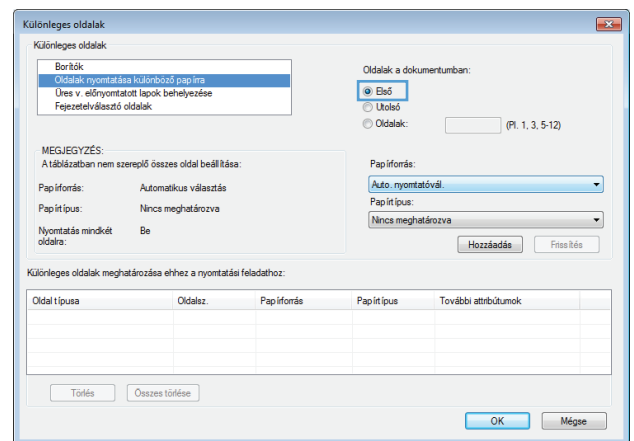 Különleges oldalak
Különleges oldalak
Borítók
Oldalak nyomtatása különböző papírra
Üres v. előnyomtatott lapok behelyezése
Fejezetelválasztó oldalak
Oldalak a dokumentumban:
Első
Utolsó
Oldalak:
(Pl. 1, 3, 5-12)
MEGJEGYZÉS:
A táblázatban nem szereplő összes oldal beállítása:
Papírforrás: Automatikus választás
Papírtípus: Nincs meghatározva
Nyomtatás mindkét oldalra: Be
Papírforrás:
Auto. nyomtatóvál.
Papírtípus:
Nincs meghatározva
Hozzáadás Frissítés
Különleges oldalak meghatározása ehhez a nyomtatási feladathoz:
Oldal típusa Oldalsz. Papírforrás Papírtípus További attribútumok
Törlés Összes törlése
OK Mégse